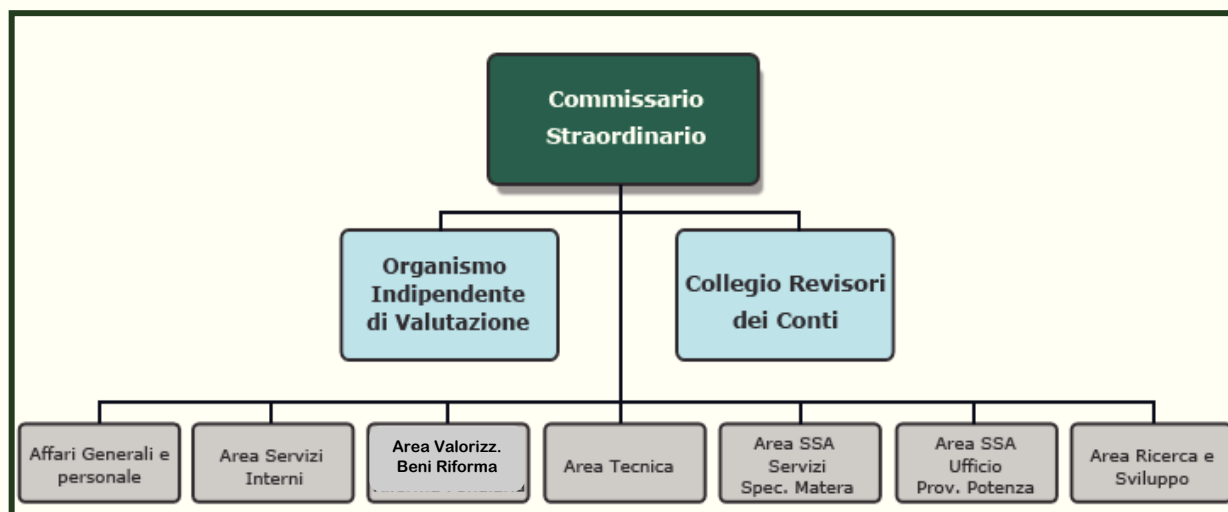 Commissario
Straordinario
Organismo
Indipendente
di Valutazione
Collegio Revisori
dei Conti
Affari Generali e
personale
Area Servizi
Interni
Area Valorizz.
Beni Riforma
Area Tecnica
Area SSA
Servizi
Spec. Matera
Area SSA
Ufficio
Prov. Potenza
Area Ricerca e
Sviluppo